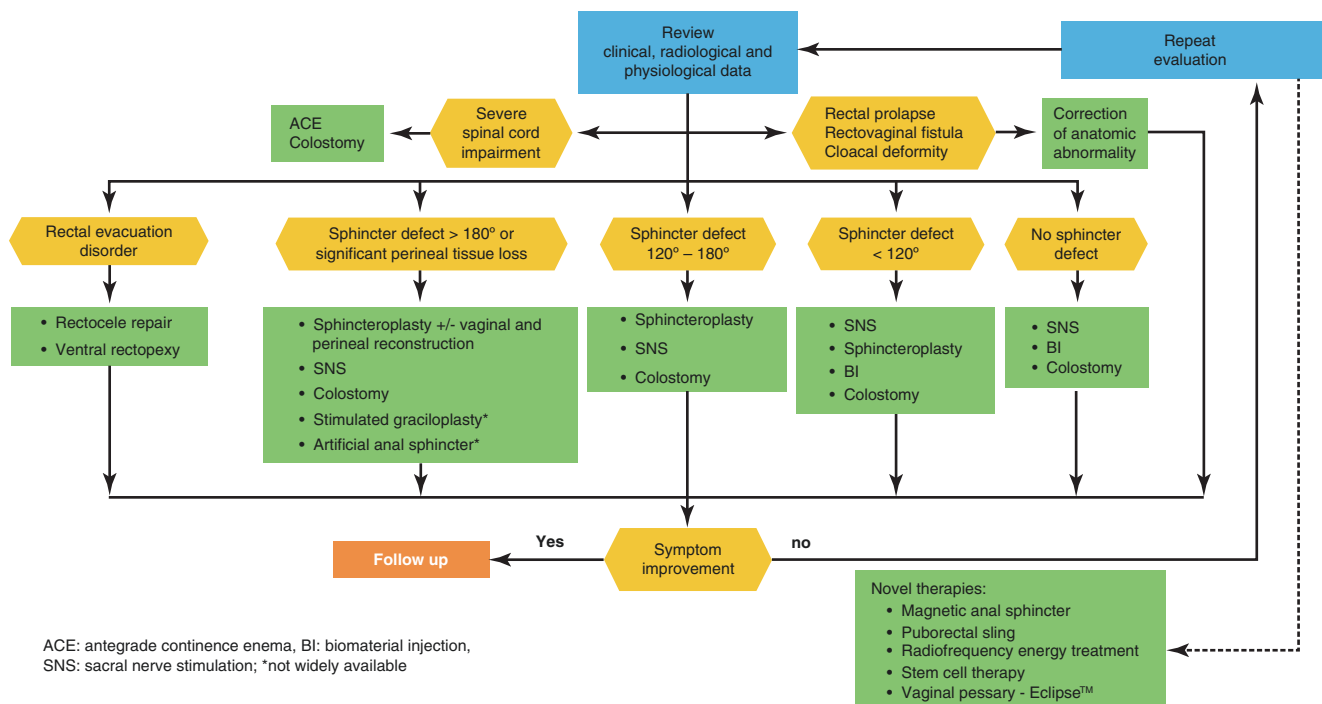 Review
clinical, radiological and
physiological data
Repeat
evaluation
ACE
Colostomy
Severe
spinal cord
impairment
Rectal prolapse
Rectovaginal fistula
Cloacal deformity
Correction
of anatomic
abnormality
Rectal evacuation
disorder
Sphincter defect > 180º or
significant perineal tissue loss
Sphincter defect
120º – 180º
Sphincter defect
< 120º
No sphincter
defect
• Rectocele repair
• Ventral rectopexy
• Sphincteroplasty +/- vaginal and
perineal reconstruction
• SNS
• Colostomy
• Stimulated graciloplasty*
• Artificial anal sphincter*
• Sphincteroplasty
• SNS
• Colostomy
• SNS
• Sphincteroplasty
• BI
• Colostomy
• SNS
• BI
• Colostomy
Follow up
Yes
Symptom
improvement
no
Novel therapies:
• Magnetic anal sphincter
• Puborectal sling
• Radiofrequency energy treatment
• Stem cell therapy
• Vaginal pessary - Eclipse™
ACE: antegrade continence enema, BI: biomaterial injection,
SNS: sacral nerve stimulation; *not widely available